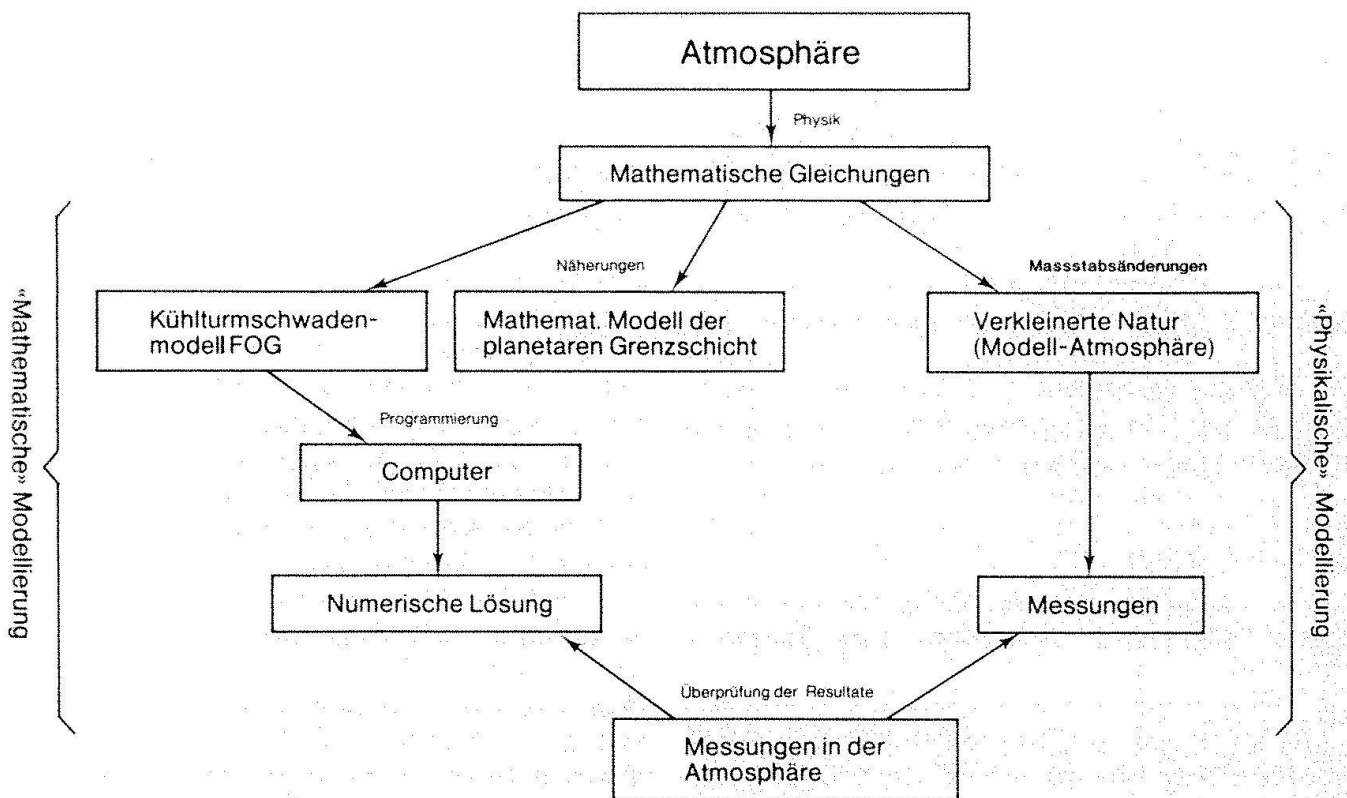 Atmosphäre
Physik
Mathematische Gleichungen
Näherungen
Massstabsänderungen
Kühlturmschwaden-
modell FOG
Mathemat. Modell der
planetaren Grenzschicht
Verkleinerte Natur
(Modell-Atmosphäre)
«Mathematische» Modellierung
«Physikalische» Modellierung
Programmierung
Computer
Numerische Lösung
Messungen
Überprüfung der Resultate
Messungen in der
Atmosphäre